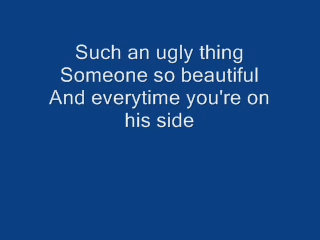 Such an ugly thing
Someone so beautiful
And everytime you're on
his side